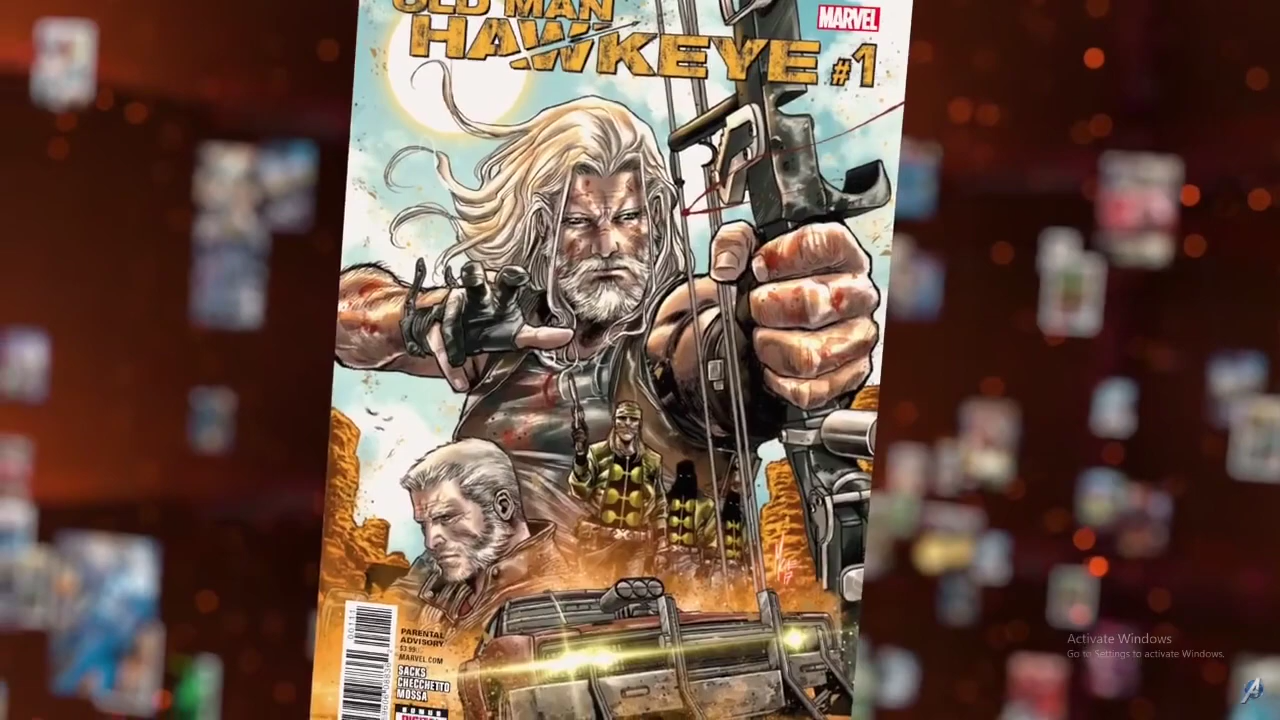 OLD MAN
HAWKEYE #1
MARVEL
PARENTAL
ADVISORY
$3.99
MARVEL.COM
SACKS
CHECCHETTO
MOSSA
Activate Windows
Go to Settings to activate Windows.